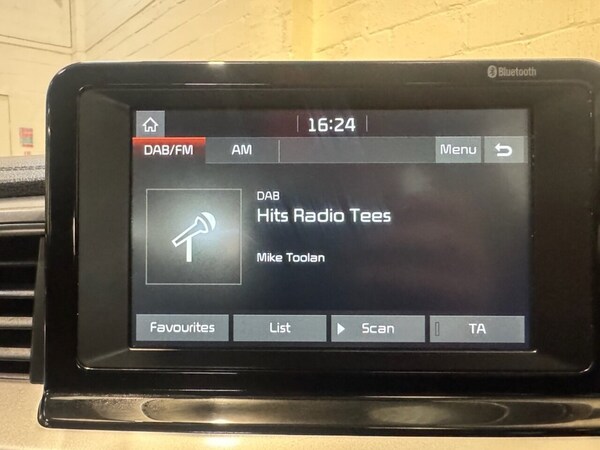 Bluetooth
16:24
DAB/FM AM Menu
DAB
Hits Radio Tees
Mike Toolan
Favourites List Scan TA